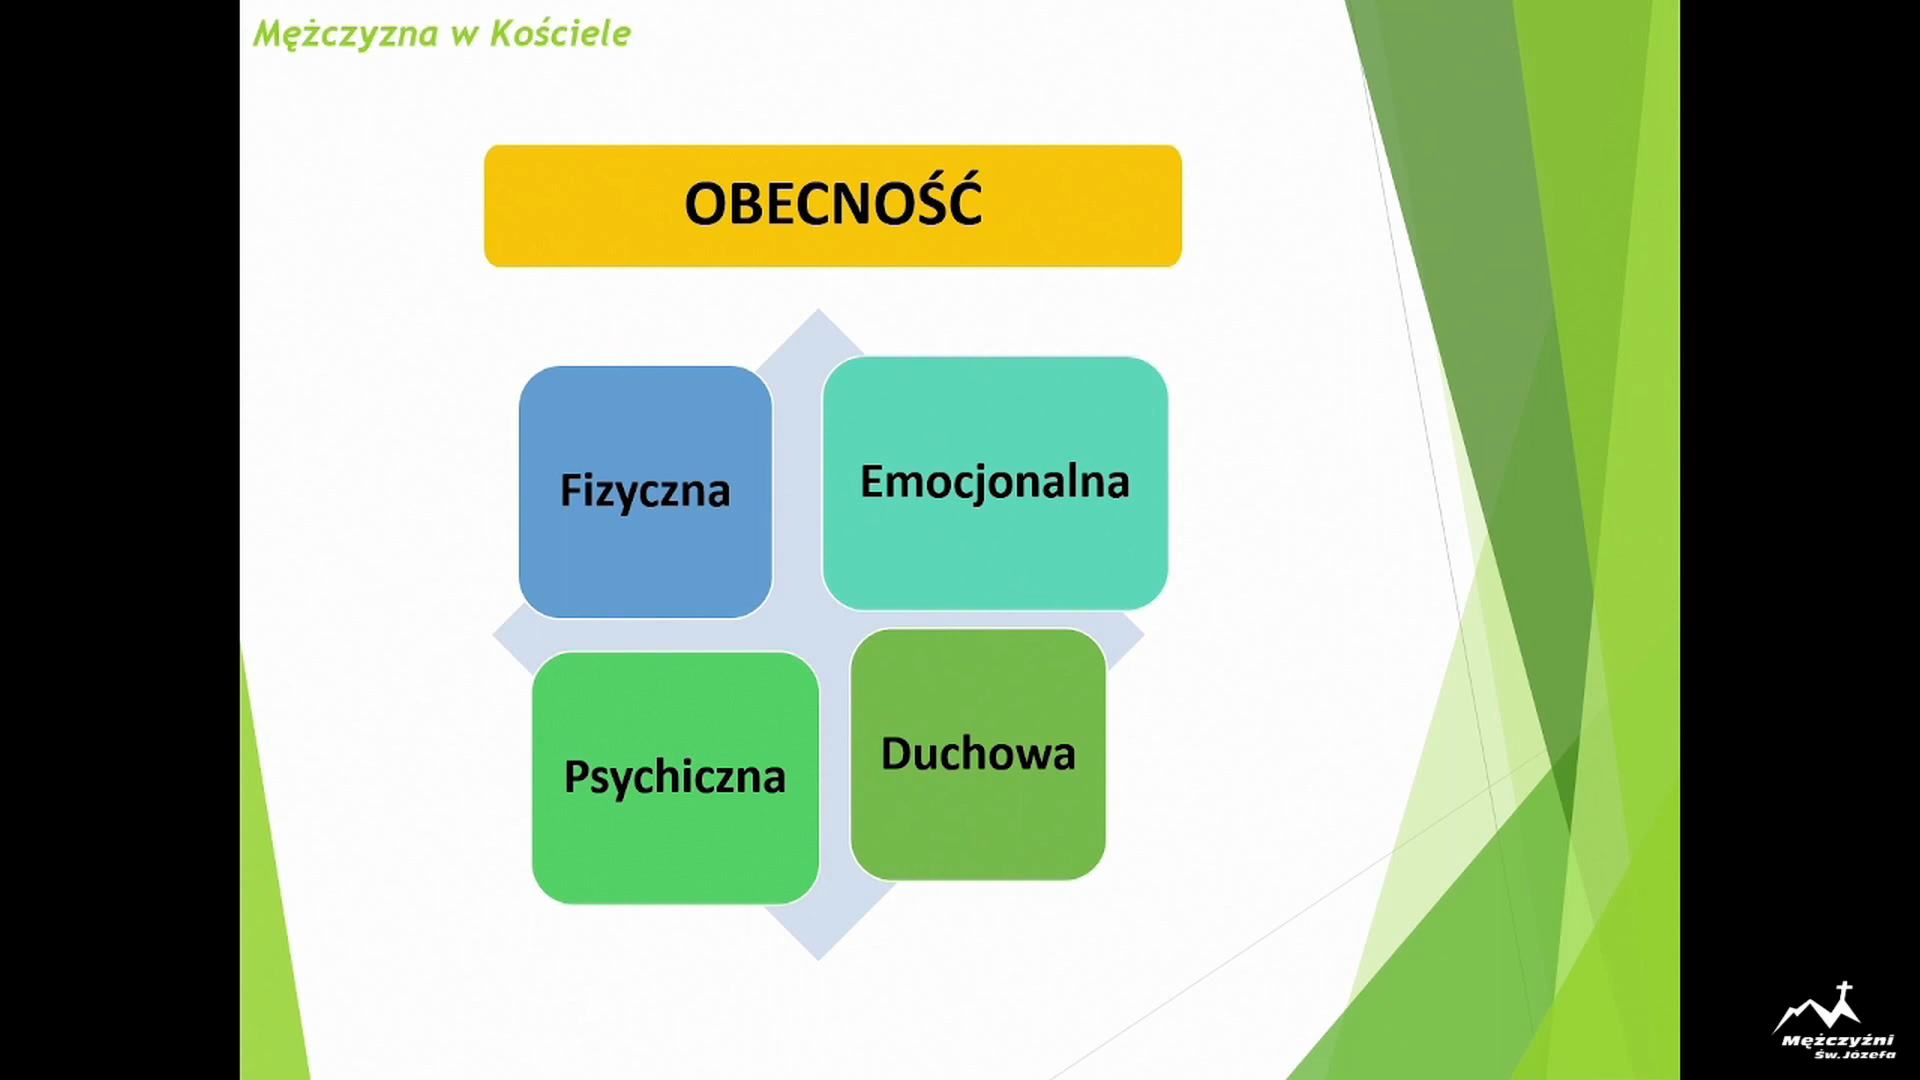 Mężczyzna w Kościele
OBECNOŚĆ
Fizyczna
Emocjonalna
Psychiczna
Duchowa
Mężczyźni
Św. Józefa